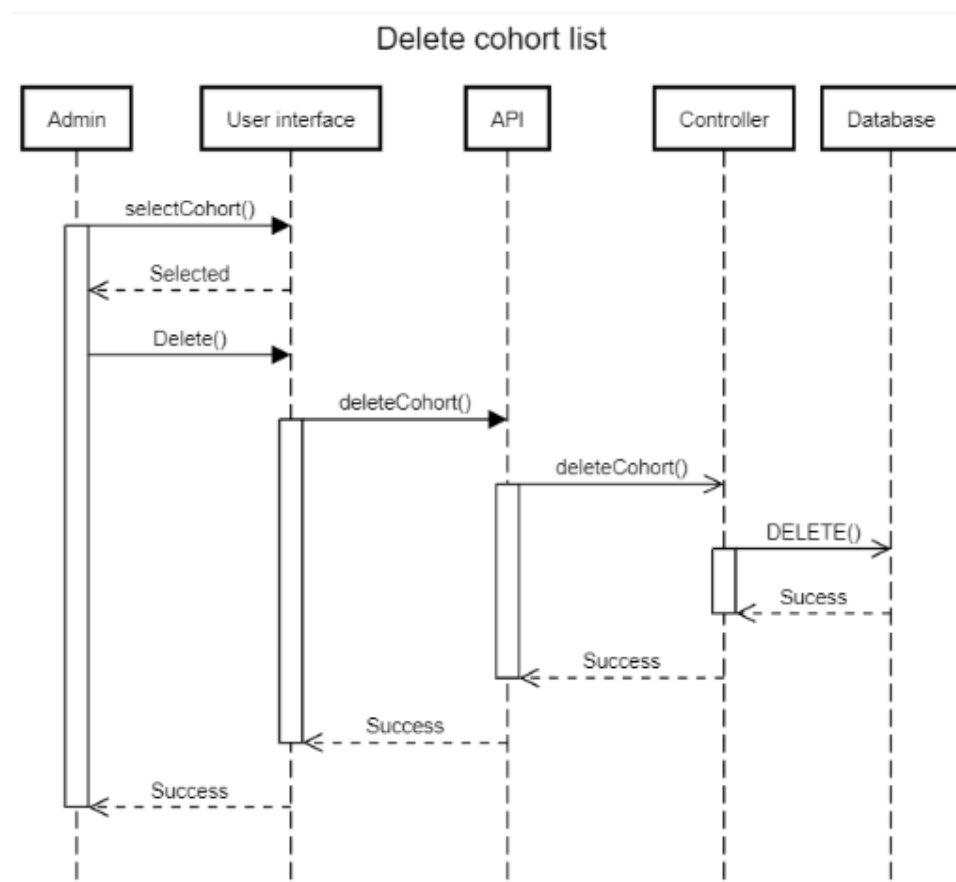 Delete cohort list
Admin
User interface
API
Controller
Database
selectCohort()
Selected
Delete()
deleteCohort()
deleteCohort()
DELETE()
Sucess
Success
Success
Success